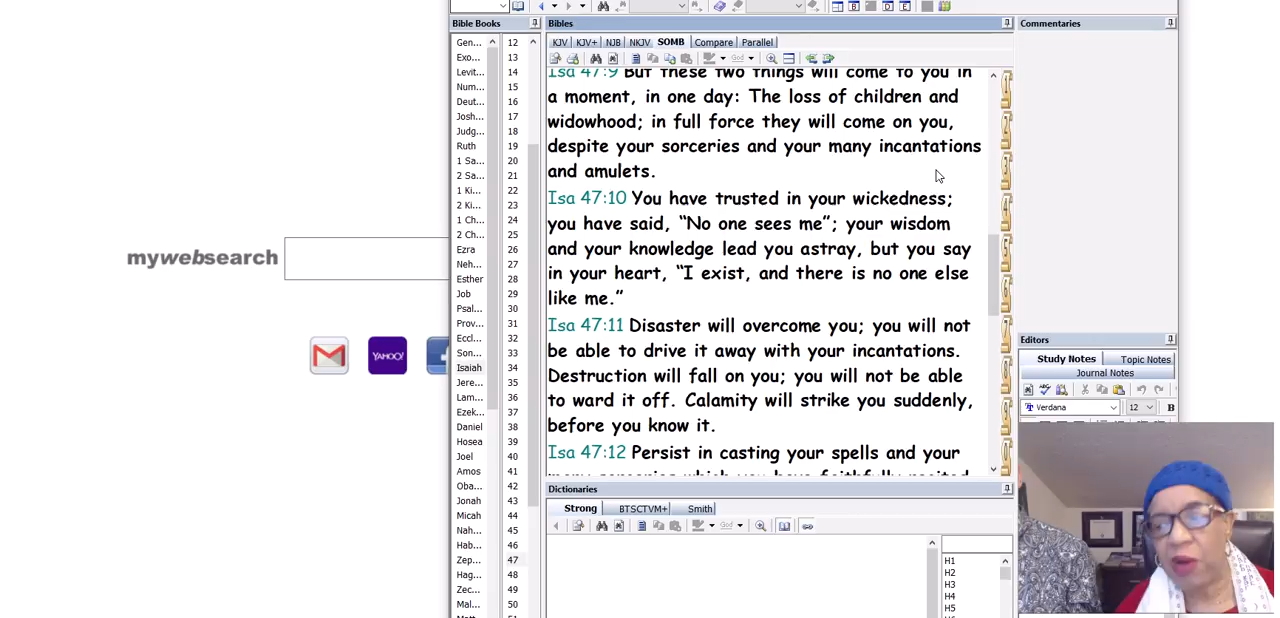 Bible Books
Bibles
Commentaries
KJV KJV+ NJB NKJV SOMB Compare Parallel
Gen...
Exo...
Levit...
Num...
Deut...
Josh...
Judg...
Ruth
1 Sa...
2 Sa...
1 Ki...
2 Ki...
1 Ch...
2 Ch...
Ezra
Neh...
Esther
Job
Psal...
Prov...
Eccl...
Son...
Isaiah
Jere...
Lam...
Ezek...
Daniel
Hosea
Joel
Amos
Oba...
Jonah
Micah
Nah...
Hab...
Zep...
Hag...
Zec...
Mal...
12
13
14
15
16
17
18
19
20
21
22
23
24
25
26
27
28
29
30
31
32
33
34
35
36
37
38
39
40
41
42
43
44
45
46
47
48
49
50
Isa 47:9 But these two things will come to you in
a moment, in one day: The loss of children and
widowhood; in full force they will come on you,
despite your sorceries and your many incantations
and amulets.
Isa 47:10 You have trusted in your wickedness;
you have said, “No one sees me”; your wisdom
and your knowledge lead you astray, but you say
in your heart, “I exist, and there is no one else
like me.”
Isa 47:11 Disaster will overcome you; you will not
be able to drive it away with your incantations.
Destruction will fall on you; you will not be able
to ward it off. Calamity will strike you suddenly,
before you know it.
Isa 47:12 Persist in casting your spells and your
many sorceries which you have faithfully recited
mywebsearch
YAHOO!
Editors
Study Notes Topic Notes
Journal Notes
Verdana 12 B
Dictionaries
Strong BTSCTVM+ Smith
H1
H2
H3
H4
H5